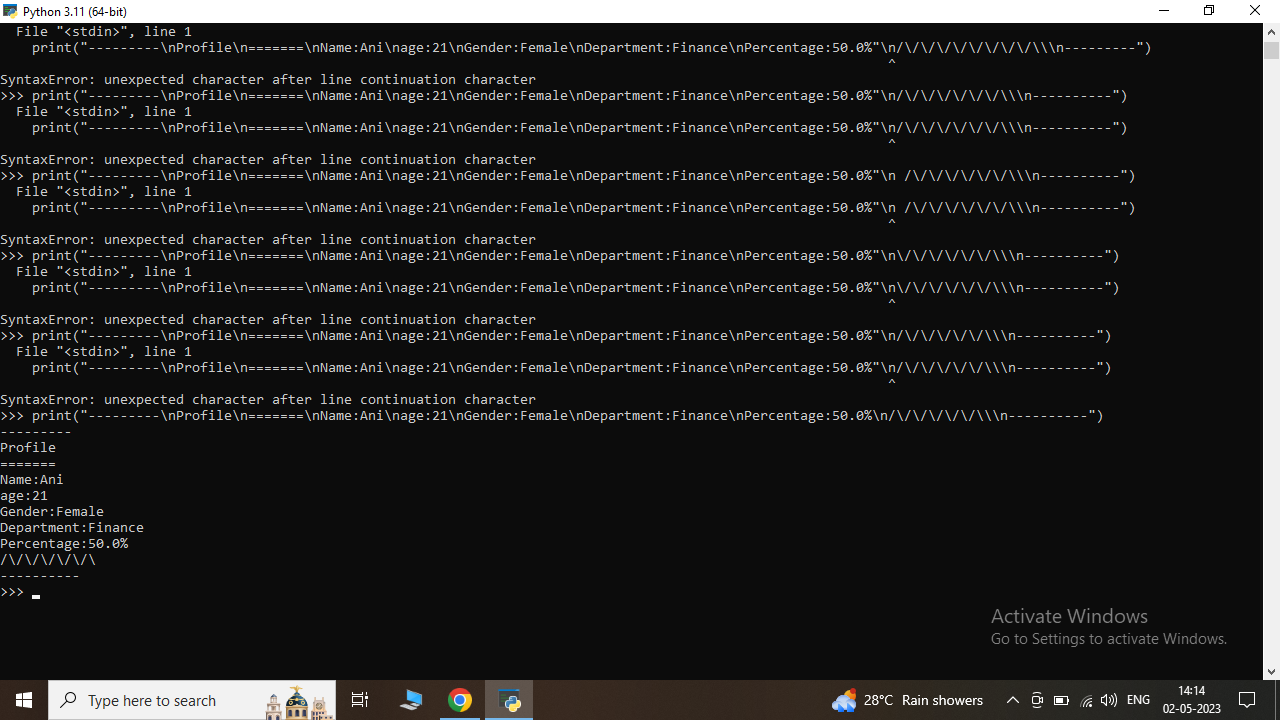 Python 3.11 (64-bit)
  File "<stdin>", line 1
    print("---------\nProfile\n=======\nName:Ani\nage:21\nGender:Female\nDepartment:Finance\nPercentage:50.0%"\n/\/\/\/\/\/\/\/\/\\\n---------")
                                                                                                               ^
SyntaxError: unexpected character after line continuation character
>>> print("---------\nProfile\n=======\nName:Ani\nage:21\nGender:Female\nDepartment:Finance\nPercentage:50.0%"\n/\/\/\/\/\/\/\\\n----------")
  File "<stdin>", line 1
    print("---------\nProfile\n=======\nName:Ani\nage:21\nGender:Female\nDepartment:Finance\nPercentage:50.0%"\n/\/\/\/\/\/\/\\\n----------")
                                                                                                               ^
SyntaxError: unexpected character after line continuation character
>>> print("---------\nProfile\n=======\nName:Ani\nage:21\nGender:Female\nDepartment:Finance\nPercentage:50.0%"\n /\/\/\/\/\/\/\\\n----------")
  File "<stdin>", line 1
    print("---------\nProfile\n=======\nName:Ani\nage:21\nGender:Female\nDepartment:Finance\nPercentage:50.0%"\n /\/\/\/\/\/\/\\\n----------")
                                                                                                               ^
SyntaxError: unexpected character after line continuation character
>>> print("---------\nProfile\n=======\nName:Ani\nage:21\nGender:Female\nDepartment:Finance\nPercentage:50.0%"\n\/\/\/\/\/\/\\\n----------")
  File "<stdin>", line 1
    print("---------\nProfile\n=======\nName:Ani\nage:21\nGender:Female\nDepartment:Finance\nPercentage:50.0%"\n\/\/\/\/\/\/\\\n----------")
                                                                                                               ^
SyntaxError: unexpected character after line continuation character
>>> print("---------\nProfile\n=======\nName:Ani\nage:21\nGender:Female\nDepartment:Finance\nPercentage:50.0%"\n/\/\/\/\/\/\\\n----------")
  File "<stdin>", line 1
    print("---------\nProfile\n=======\nName:Ani\nage:21\nGender:Female\nDepartment:Finance\nPercentage:50.0%"\n/\/\/\/\/\/\\\n----------")
                                                                                                               ^
SyntaxError: unexpected character after line continuation character
>>> print("---------\nProfile\n=======\nName:Ani\nage:21\nGender:Female\nDepartment:Finance\nPercentage:50.0%\n/\/\/\/\/\/\\\n----------")
---------
Profile
=======
Name:Ani
age:21
Gender:Female
Department:Finance
Percentage:50.0%
/\/\/\/\/\/\
----------
>>>
Activate Windows
Go to Settings to activate Windows.
Type here to search
28°C Rain showers
ENG
14:14
02-05-2023